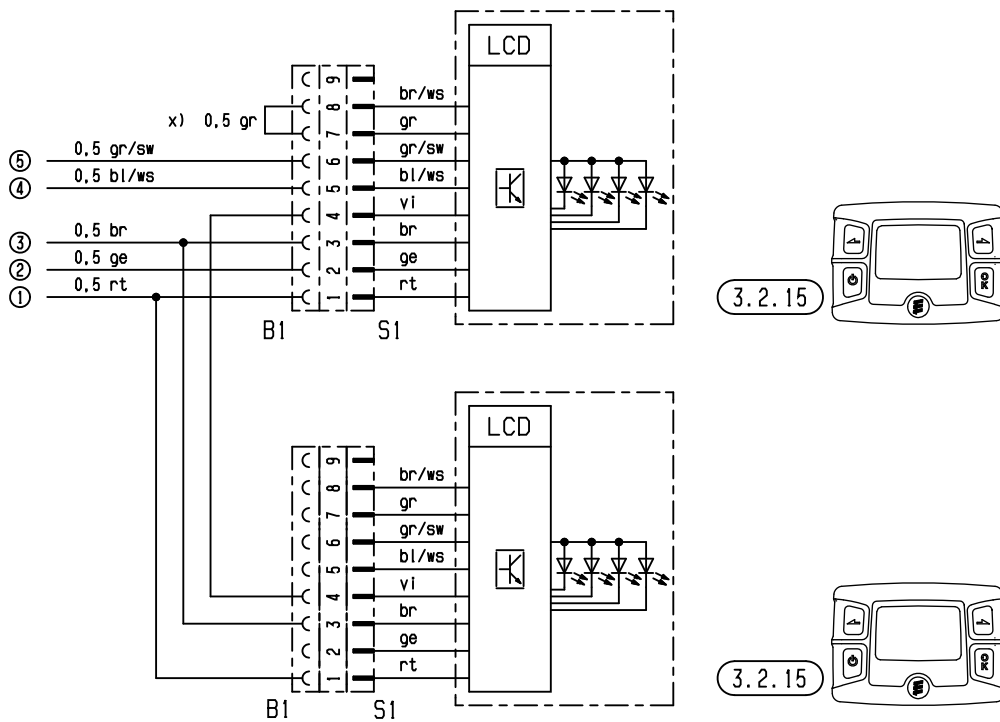 LCD
9
br/ws
8
x) 0,5 gr
gr
7
⑤ 0,5 gr/sw
6
gr/sw
④ 0,5 bl/ws
5
bl/ws
4
vi
③ 0,5 br
3
br
② 0,5 ge
2
ge
① 0,5 rt
1
rt
B1 S1
3.2.15
OK
LCD
9
br/ws
8
gr
7
gr/sw
6
bl/ws
5
vi
4
br
3
ge
2
rt
1
B1 S1
3.2.15
OK